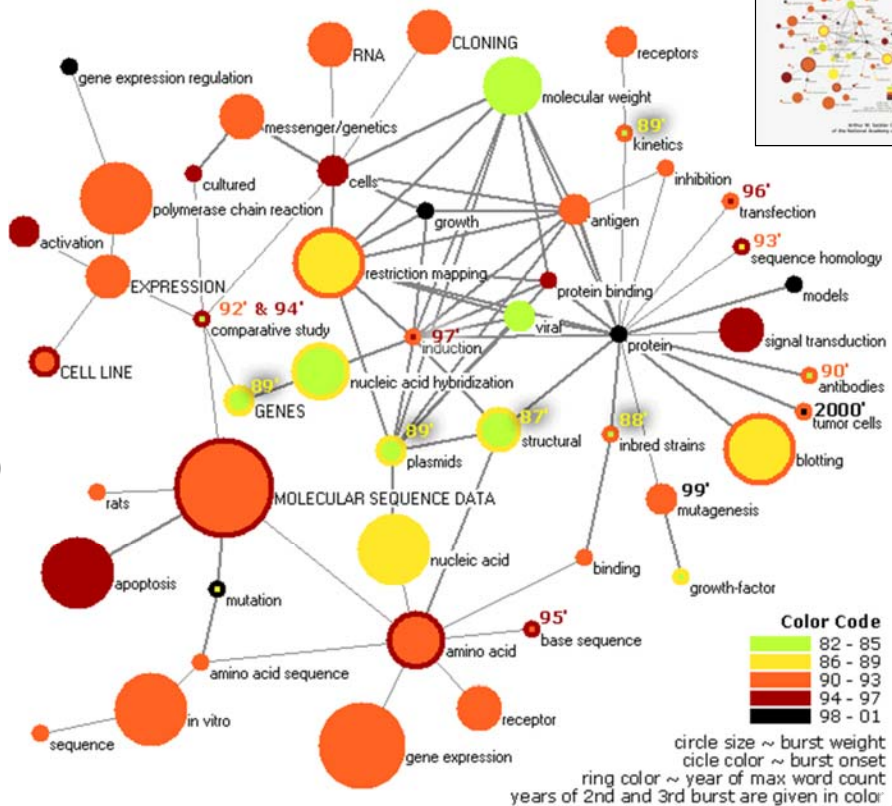 RNA
CLONING
receptors
gene expression regulation
molecular weight
messenger/genetics
89'
kinetics
cells
inhibition
cultured
96'
transfection
polymerase chain reaction
growth
antigen
activation
93'
sequence homology
restriction mapping
EXPRESSION
protein binding
models
92' & 94'
comparative study
viral
97'
induction
protein
signal transduction
CELL LINE
nucleic acid hybridization
89'
GENES
90'
antibodies
87'
structural
88'
inbred strains
2000'
tumor cells
89'
plasmids
blotting
rats
MOLECULAR SEQUENCE DATA
99'
mutagenesis
nucleic acid
apoptosis
mutation
binding
growth-factor
95'
base sequence
amino acid
amino acid sequence
in vitro
receptor
sequence
gene expression
Color Code
82 - 85
86 - 89
90 - 93
94 - 97
98 - 01
circle size ~ burst weight
cicle color ~ burst onset
ring color ~ year of max word count
years of 2nd and 3rd burst are given in color